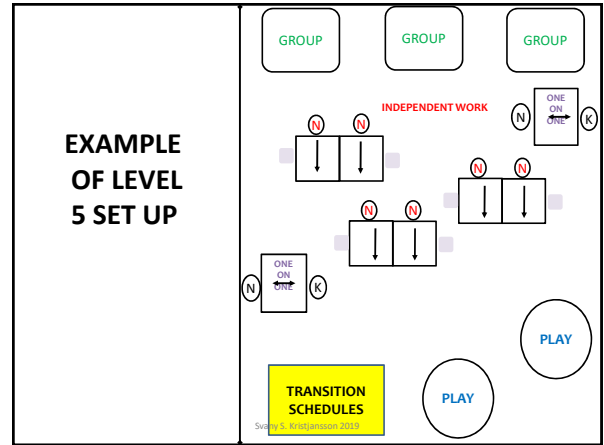 EXAMPLE
OF LEVEL
5 SET UP
GROUP
GROUP
GROUP
INDEPENDENT WORK
ONE
ON
ONE
N
K
N
N
N
N
N
N
ONE
ON
ONE
N
K
PLAY
PLAY
TRANSITION
SCHEDULES
Svany S. Kristjansson 2019